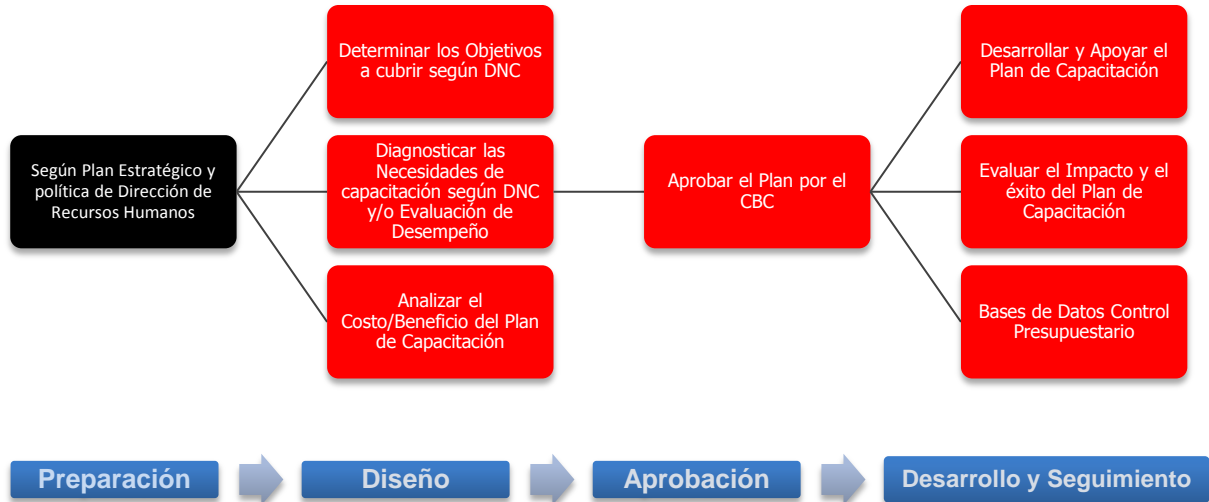 Según Plan Estratégico y
política de Dirección de
Recursos Humanos
Determinar los Objetivos
a cubrir según DNC
Diagnosticar las
Necesidades de
capacitación según DNC
y/o Evaluación de
Desempeño
Analizar el
Costo/Beneficio del Plan
de Capacitación
Aprobar el Plan por el
CBC
Desarrollar y Apoyar el
Plan de Capacitación
Evaluar el Impacto y el
éxito del Plan de
Capacitación
Bases de Datos Control
Presupuestario
Preparación
Diseño
Aprobación
Desarrollo y Seguimiento